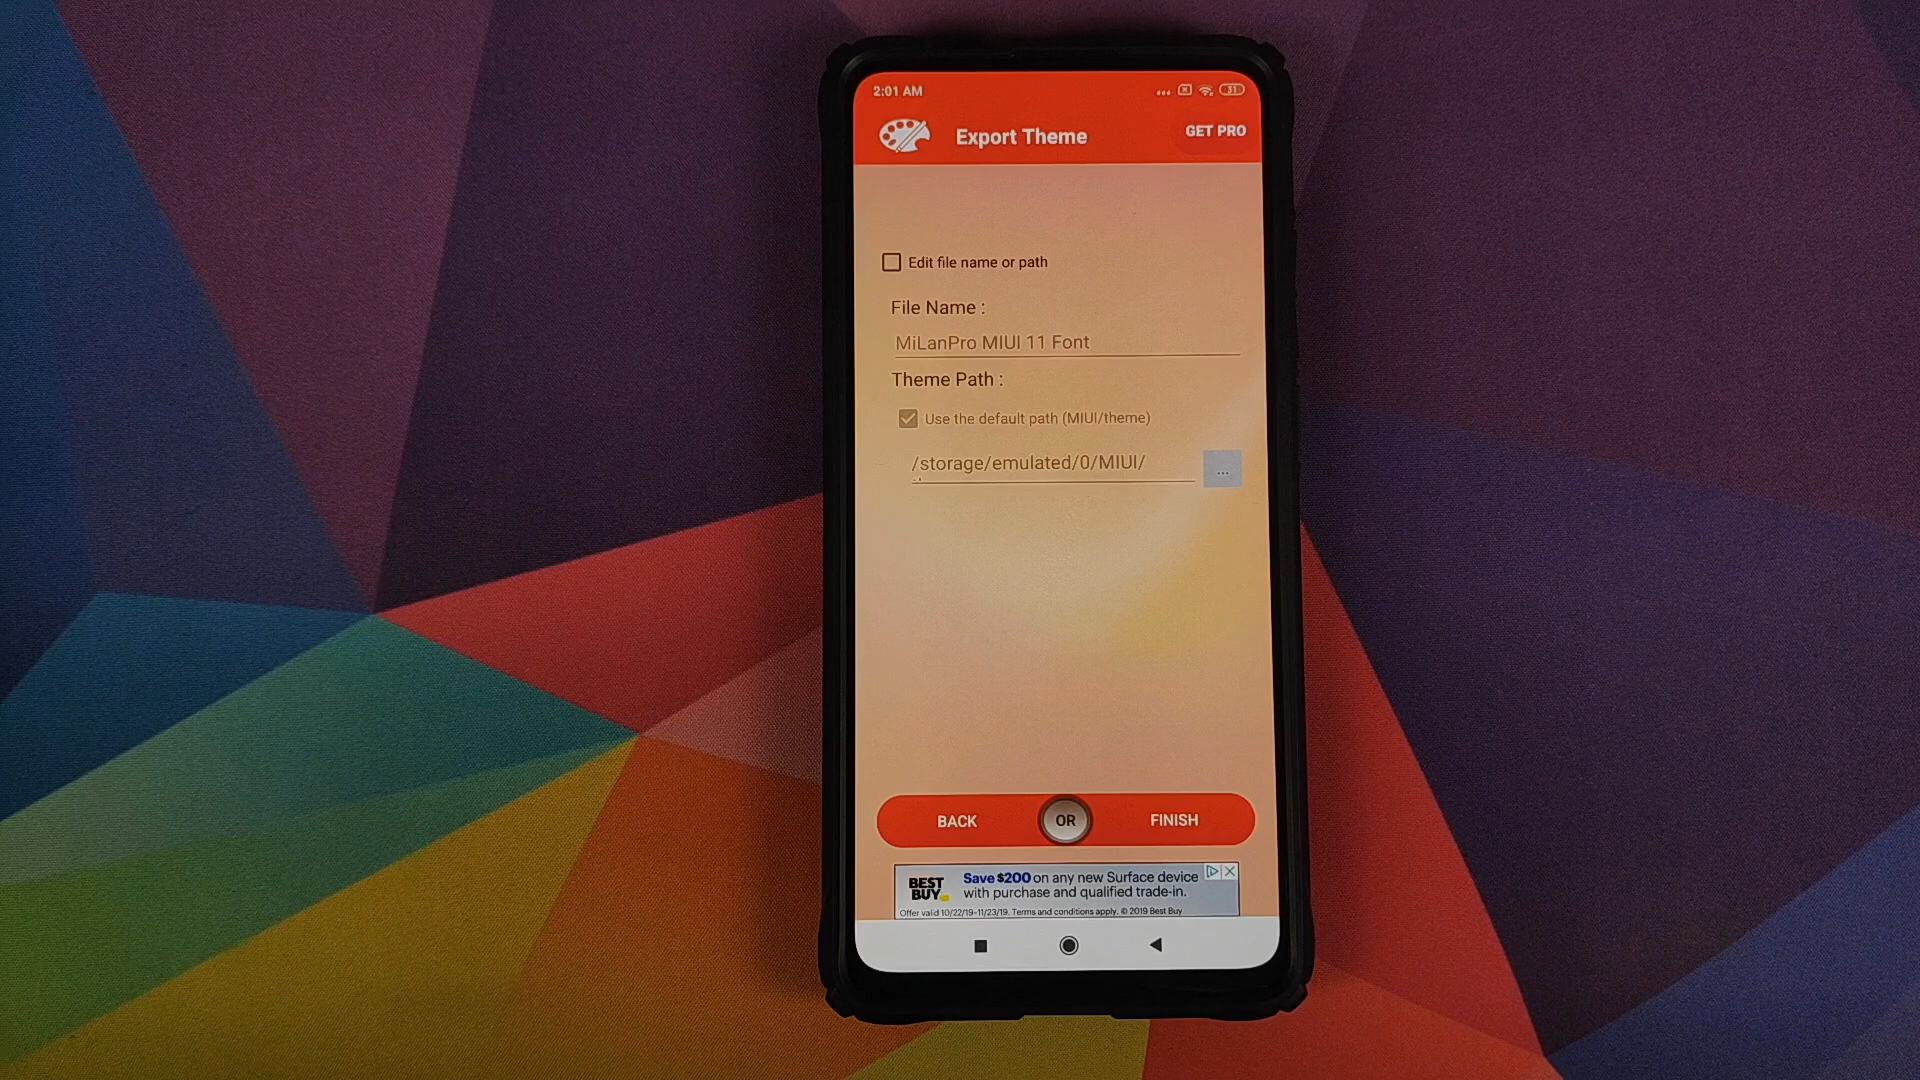 2:01 AM
31
Export Theme
GET PRO
Edit file name or path
File Name :
MiLanPro MIUI 11 Font
Theme Path :
Use the default path (MIUI/theme)
/storage/emulated/0/MIUI/
...
BACK
OR
FINISH
BEST
BUY
Save $200 on any new Surface device
with purchase and qualified trade-in.
Offer valid 10/22/19-11/23/19. Terms and conditions apply. © 2019 Best Buy